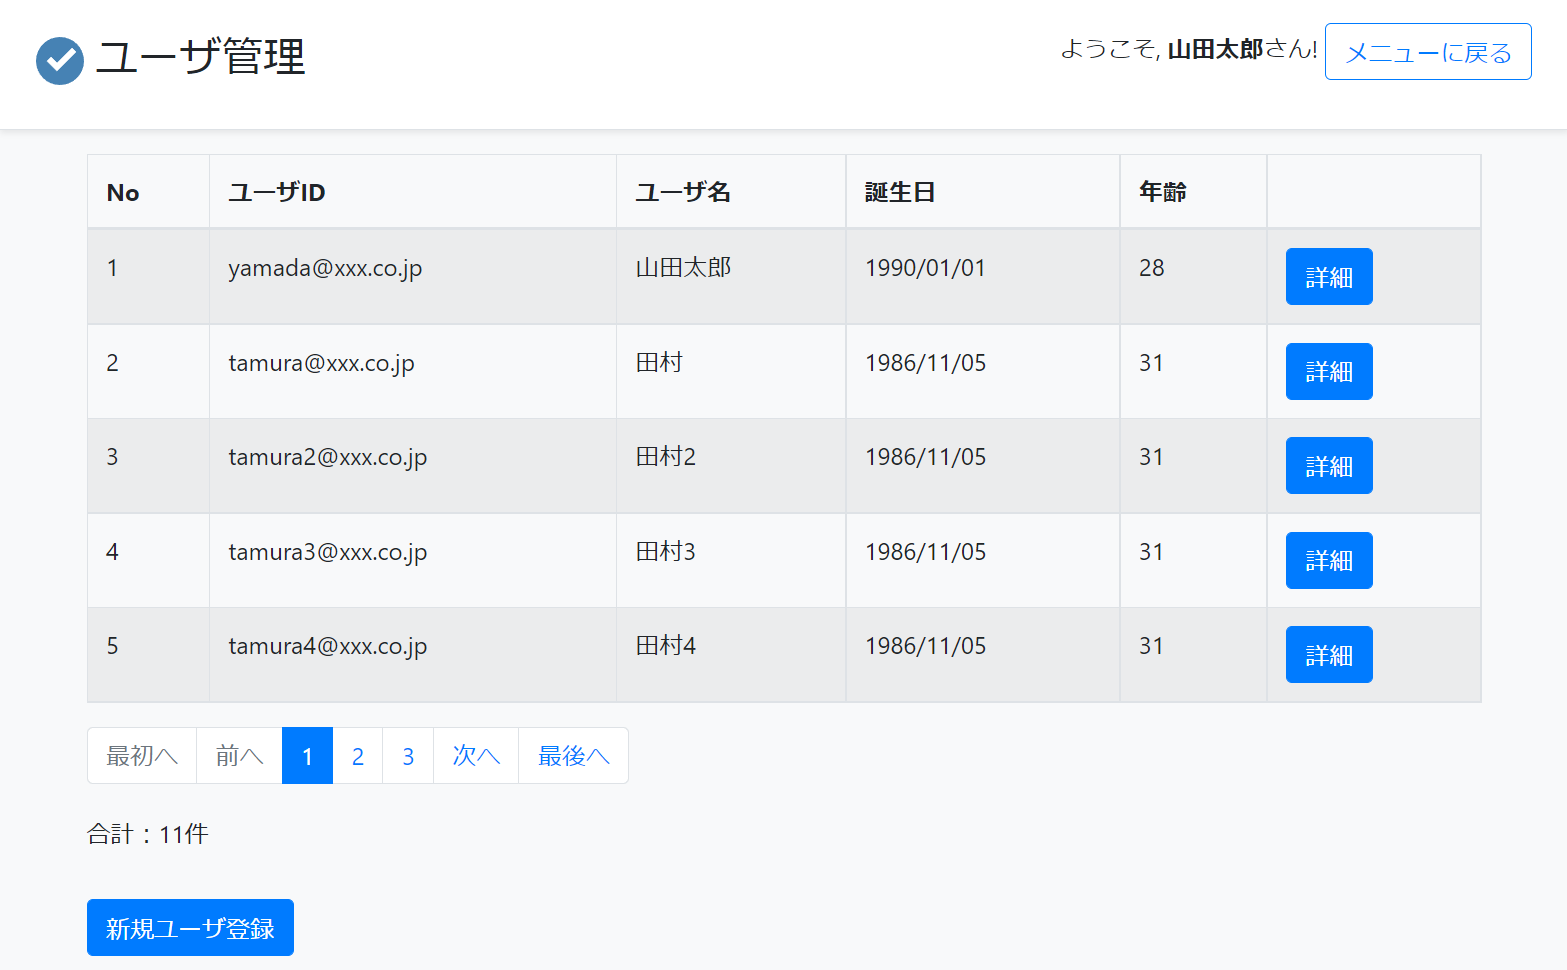 ユーザ管理
ようこそ, 山田太郎さん! メニューに戻る
No ユーザID ユーザ名 誕生日 年齢
1 yamada@xxx.co.jp 山田太郎 1990/01/01 28 詳細
2 tamura@xxx.co.jp 田村 1986/11/05 31 詳細
3 tamura2@xxx.co.jp 田村2 1986/11/05 31 詳細
4 tamura3@xxx.co.jp 田村3 1986/11/05 31 詳細
5 tamura4@xxx.co.jp 田村4 1986/11/05 31 詳細
最初へ 前へ 1 2 3 次へ 最後へ
合計：11件
新規ユーザ登録